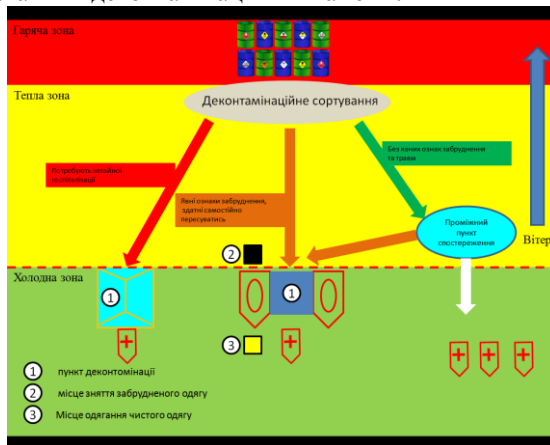 Гаряча зона
Тепла зона
Деконтамінаційне сортування
Потребують негайної
госпіталізації
Без явних ознак забруднення
та травм
Явні ознаки забруднення,
здатні самостійно
пересуватись
Проміжний
пункт
спостереження
Вітер
2
Холодна зона
1
1
3
1 пункт деконтомінації
2 місце зняття забрудненого одягу
3 Місце одягання чистого одягу